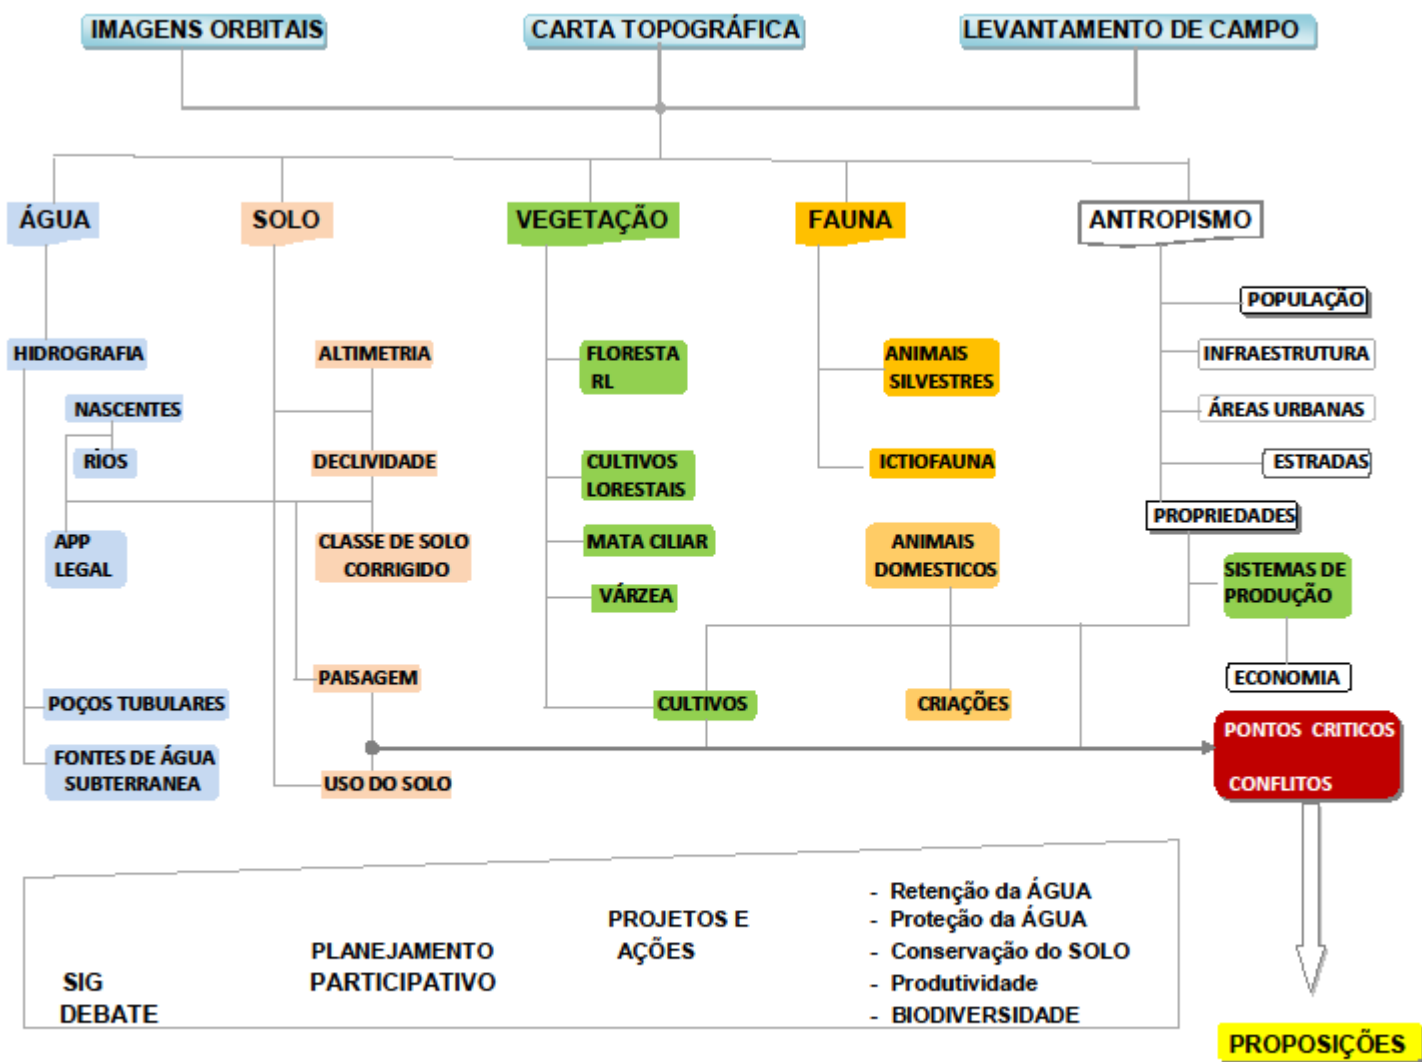 IMAGENS ORBITAIS
CARTA TOPOGRÁFICA
LEVANTAMENTO DE CAMPO
ÁGUA
SOLO
VEGETAÇÃO
FAUNA
ANTROPISMO
POPULAÇÃO
HIDROGRAFIA
ALTIMETRIA
FLORESTA
RL
ANIMAIS
SILVESTRES
INFRAESTRUTURA
NASCENTES
ÁREAS URBANAS
RÍOS
DECLIVIDADE
CULTIVOS
LORESTAIS
ICTIOFAUNA
ESTRADAS
PROPRIEDADES
APP
LEGAL
CLASSE DE SOLO
CORRIGIDO
MATA CILIAR
ANIMAIS
DOMESTICOS
SISTEMAS DE
PRODUÇÃO
VÁRZEA
PAISAGEM
ECONOMIA
POÇOS TUBULARES
CULTIVOS
CRIAÇÕES
PONTOS CRITICOS
CONFLITOS
FONTES DE ÁGUA
SUBTERRANEA
USO DO SOLO
SIG
DEBATE
PLANEJAMENTO
PARTICIPATIVO
PROJETOS E
AÇÕES
- Retenção da ÁGUA
- Proteção da ÁGUA
- Conservação do SOLO
- Produtividade
- BIODIVERSIDADE
PROPOSIÇÕES